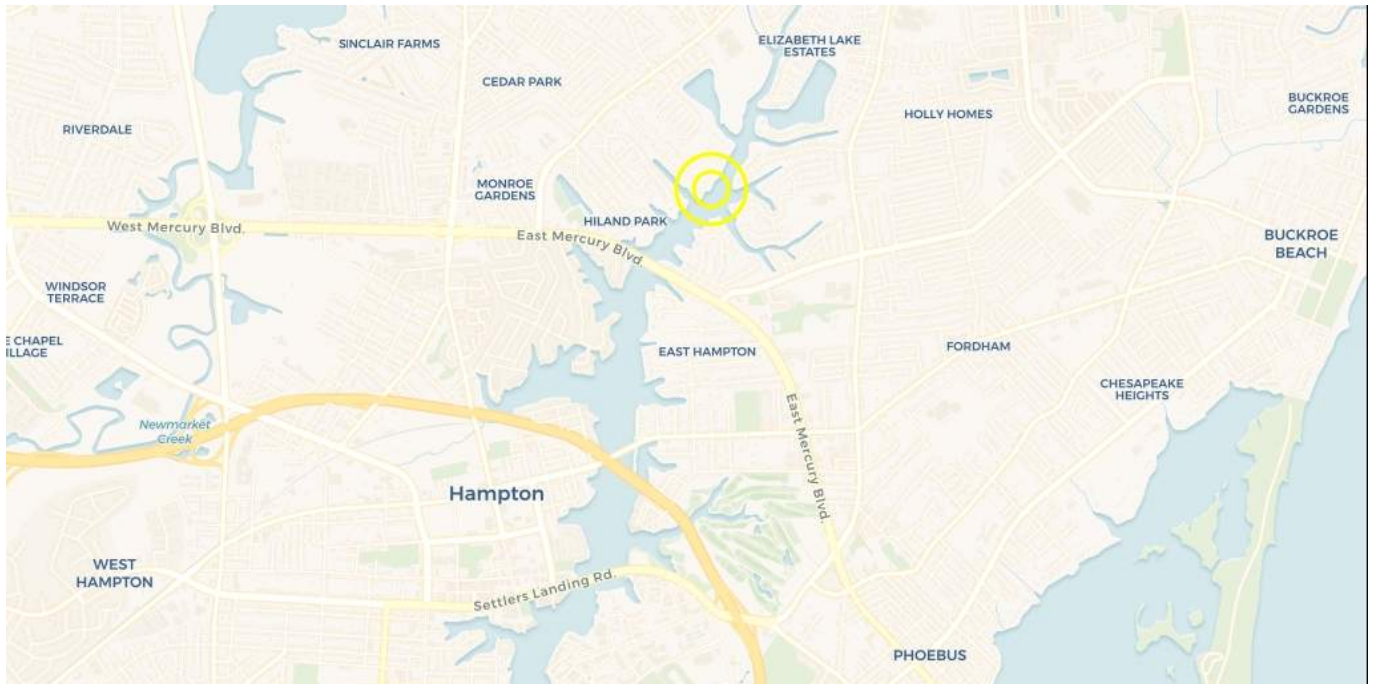 SINCLAIR FARMS
ELIZABETH LAKE
ESTATES
CEDAR PARK
BUCKROE
GARDENS
HOLLY HOMES
RIVERDALE
MONROE
GARDENS
HILAND PARK
West Mercury Blvd.
East Mercury Blvd.
BUCKROE
BEACH
WINDSOR
TERRACE
E CHAPEL
ILLAGE
EAST HAMPTON
FORDHAM
CHESAPEAKE
HEIGHTS
Newmarket
Creek
East Mercury Blvd.
Hampton
WEST
HAMPTON
Settlers Landing Rd.
PHOEBUS